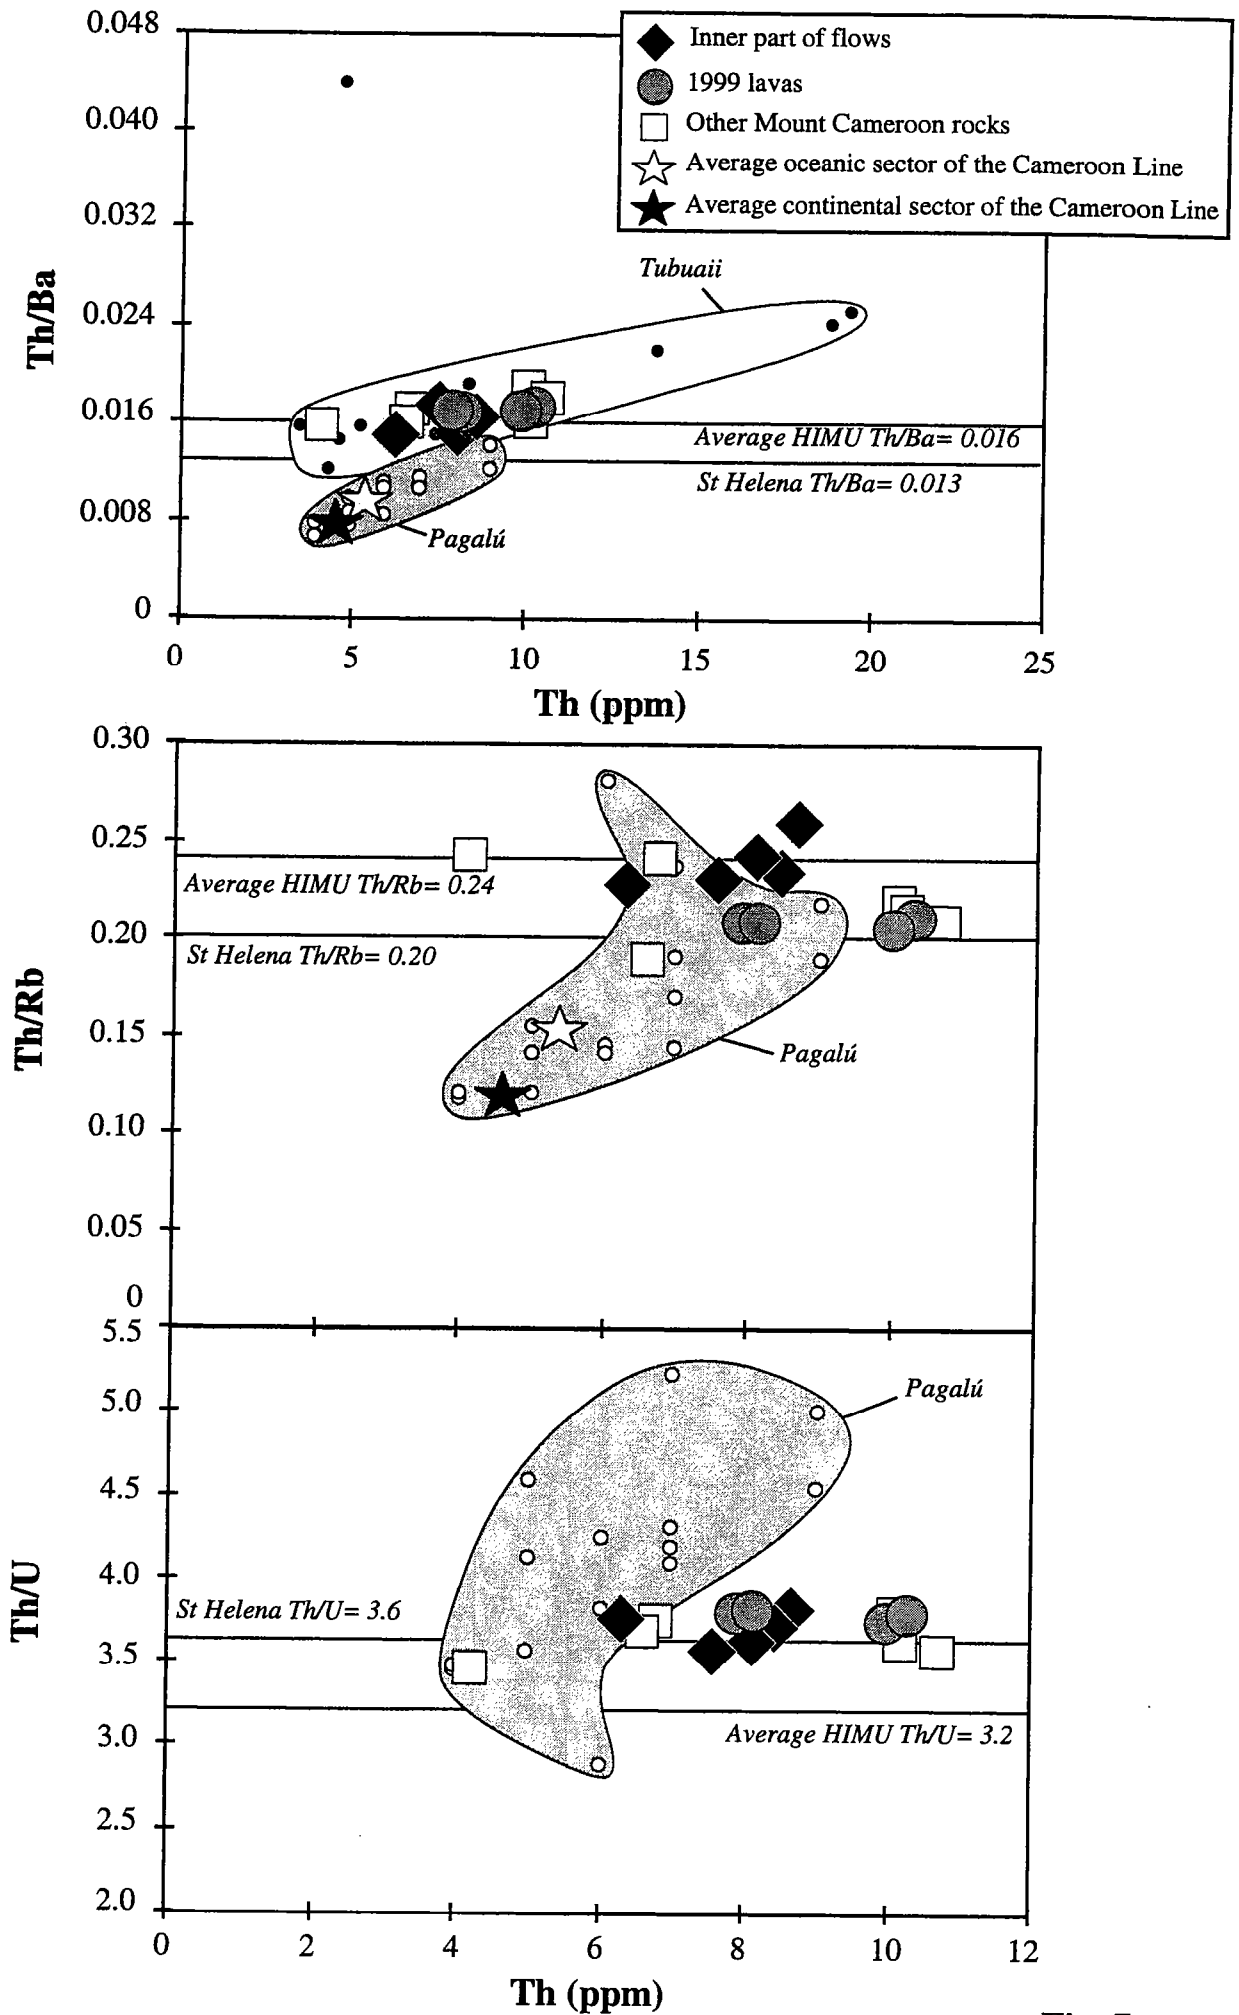 0.048
0.040
0.032
0.024
0.016
0.008
0
Th/Ba
Inner part of flows
1999 lavas
Other Mount Cameroon rocks
Average oceanic sector of the Cameroon Line
Average continental sector of the Cameroon Line
Tubuaii
Average HIMU Th/Ba= 0.016
St Helena Th/Ba= 0.013
Pagalú
0 5 10 15 20 25
Th (ppm)
0.30
0.25
0.20
0.15
0.10
0.05
0
Th/Rb
Average HIMU Th/Rb= 0.24
St Helena Th/Rb= 0.20
Pagalú
5.5
5.0
4.5
4.0
3.5
3.0
2.5
2.0
Th/U
Pagalú
St Helena Th/U= 3.6
Average HIMU Th/U= 3.2
0 2 4 6 8 10 12
Th (ppm)